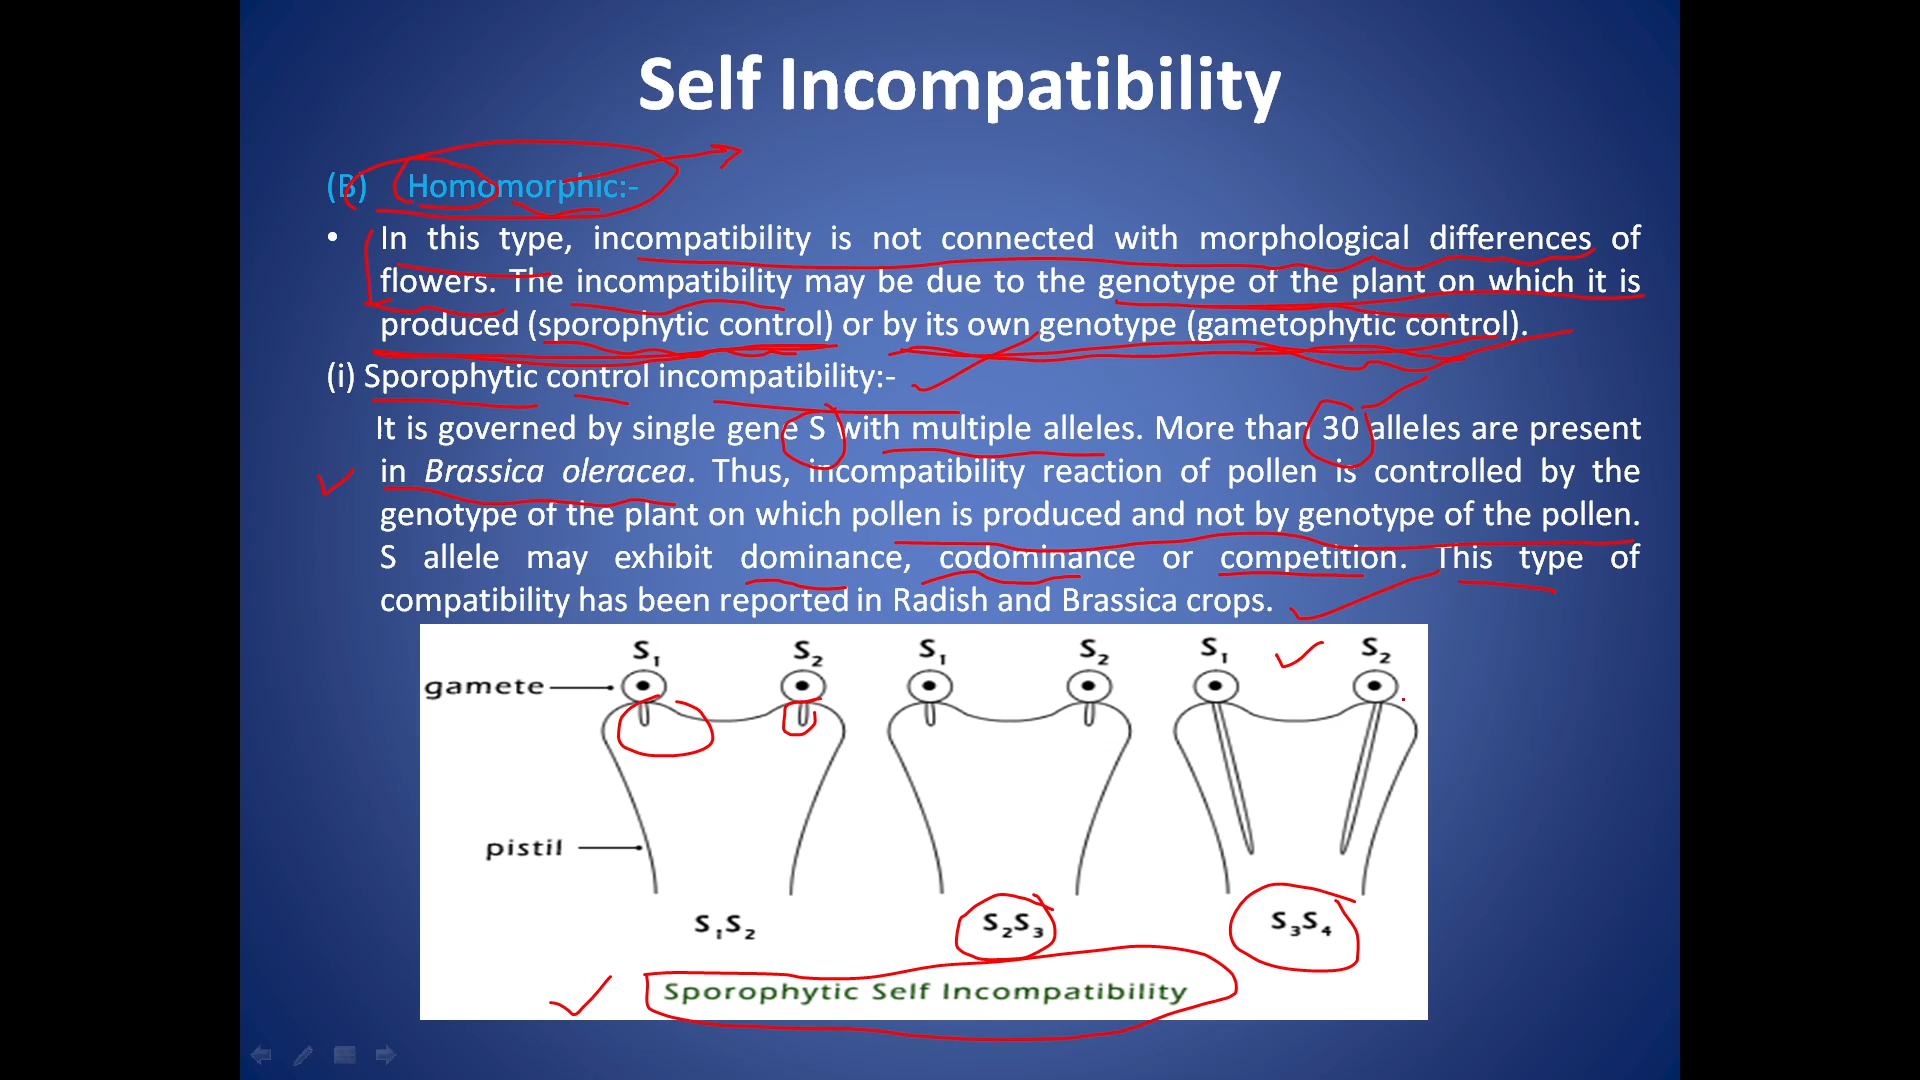 Self Incompatibility
(B) Homomorphic:-
• In this type, incompatibility is not connected with morphological differences of
flowers. The incompatibility may be due to the genotype of the plant on which it is
produced (sporophytic control) or by its own genotype (gametophytic control).
(i) Sporophytic control incompatibility:-
It is governed by single gene S with multiple alleles. More than 30 alleles are present
in Brassica oleracea. Thus, incompatibility reaction of pollen is controlled by the
genotype of the plant on which pollen is produced and not by genotype of the pollen.
S allele may exhibit dominance, codominance or competition. This type of
compatibility has been reported in Radish and Brassica crops.
S₁ S₂ S₁ S₂ S₁ S₂
gamete
pistil
S₁S₂ S₂S₃ S₃S₄
Sporophytic Self Incompatibility